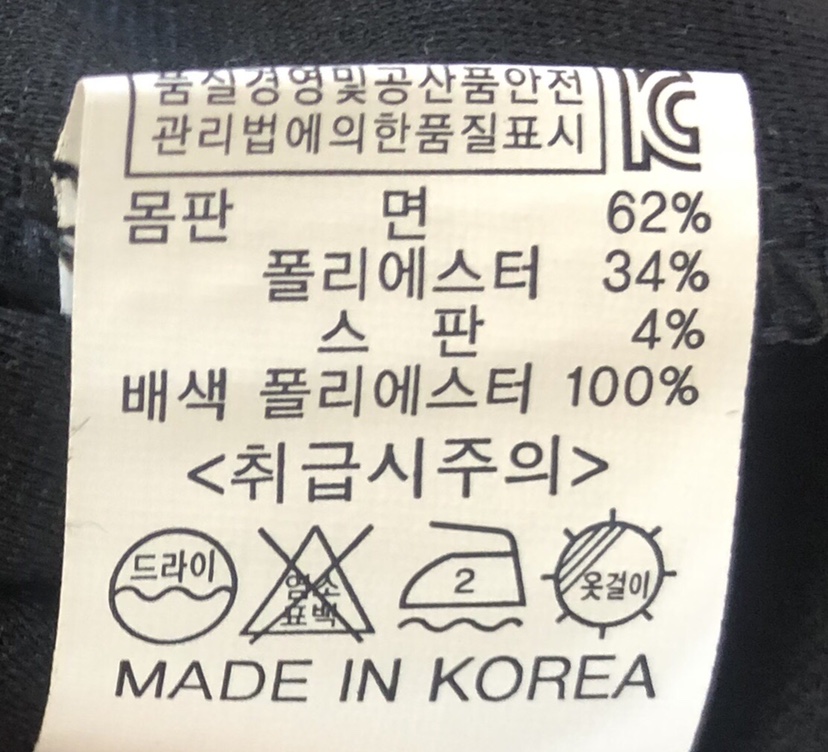 품질경영및공산품안전
관리법에의한품질표시
몸판 면 62%
폴리에스터 34%
스 판 4%
배색 폴리에스터 100%
<취급시주의>
드라이 염소 표백 2 옷걸이
MADE IN KOREA